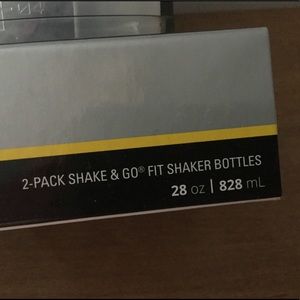 2-PACK SHAKE & GO® FIT SHAKER BOTTLES
28 oz | 828 mL